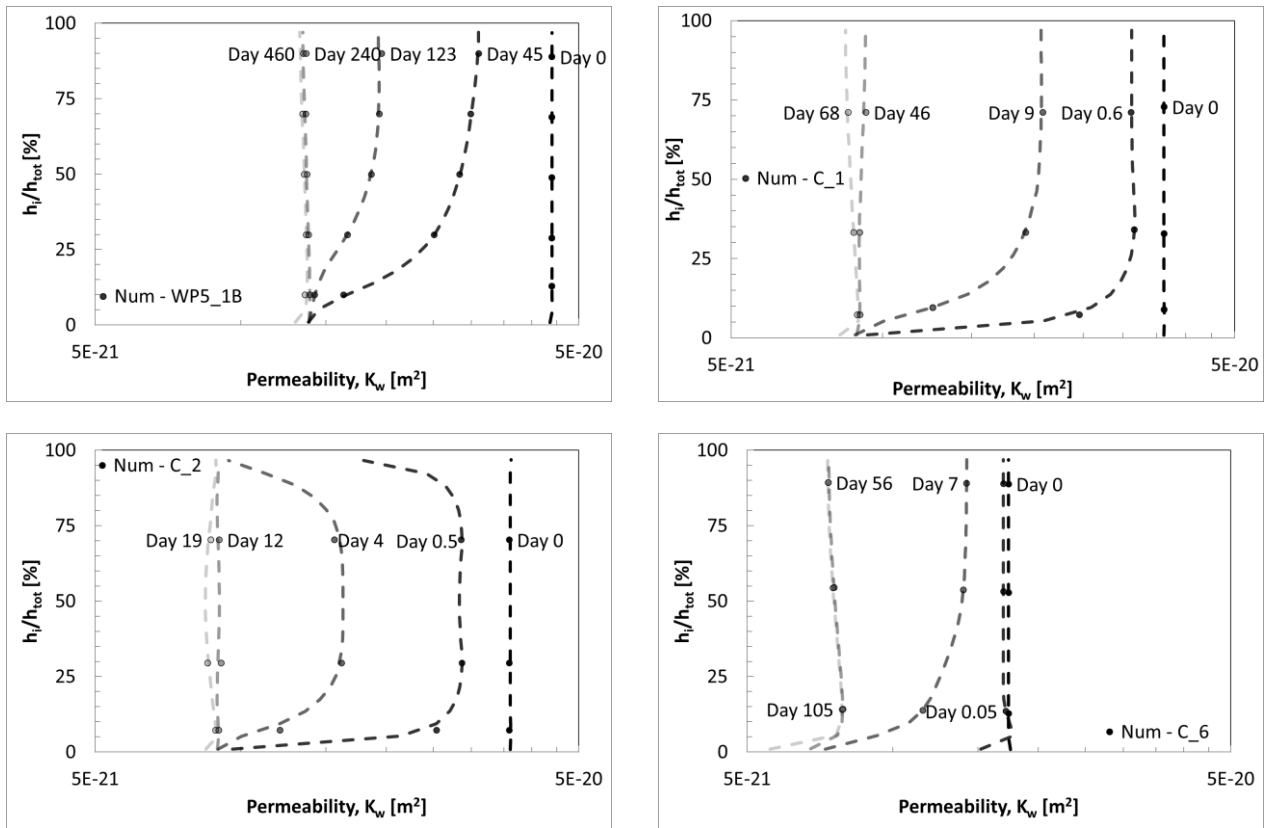 100
Day 460 Day 240 Day 123 Day 45 Day 0
75
50
25
0
h_i/h_tot [%]
Num - WP5_1B
5E-21 5E-20
Permeability, K_w [m²]
100
75
Day 68 Day 46 Day 9 Day 0.6 Day 0
50
Num - C_1
25
0
h_i/h_tot [%]
5E-21 5E-20
Permeability, K_w [m²]
100
Num - C_2
75
Day 19 Day 12 Day 4 Day 0.5 Day 0
50
25
0
h_i/h_tot [%]
5E-21 5E-20
Permeability, K_w [m²]
100
Day 56 Day 7 Day 0
75
50
25
Day 105 Day 0.05
Num - C_6
0
h_i/h_tot [%]
5E-21 5E-20
Permeability, K_w [m²]